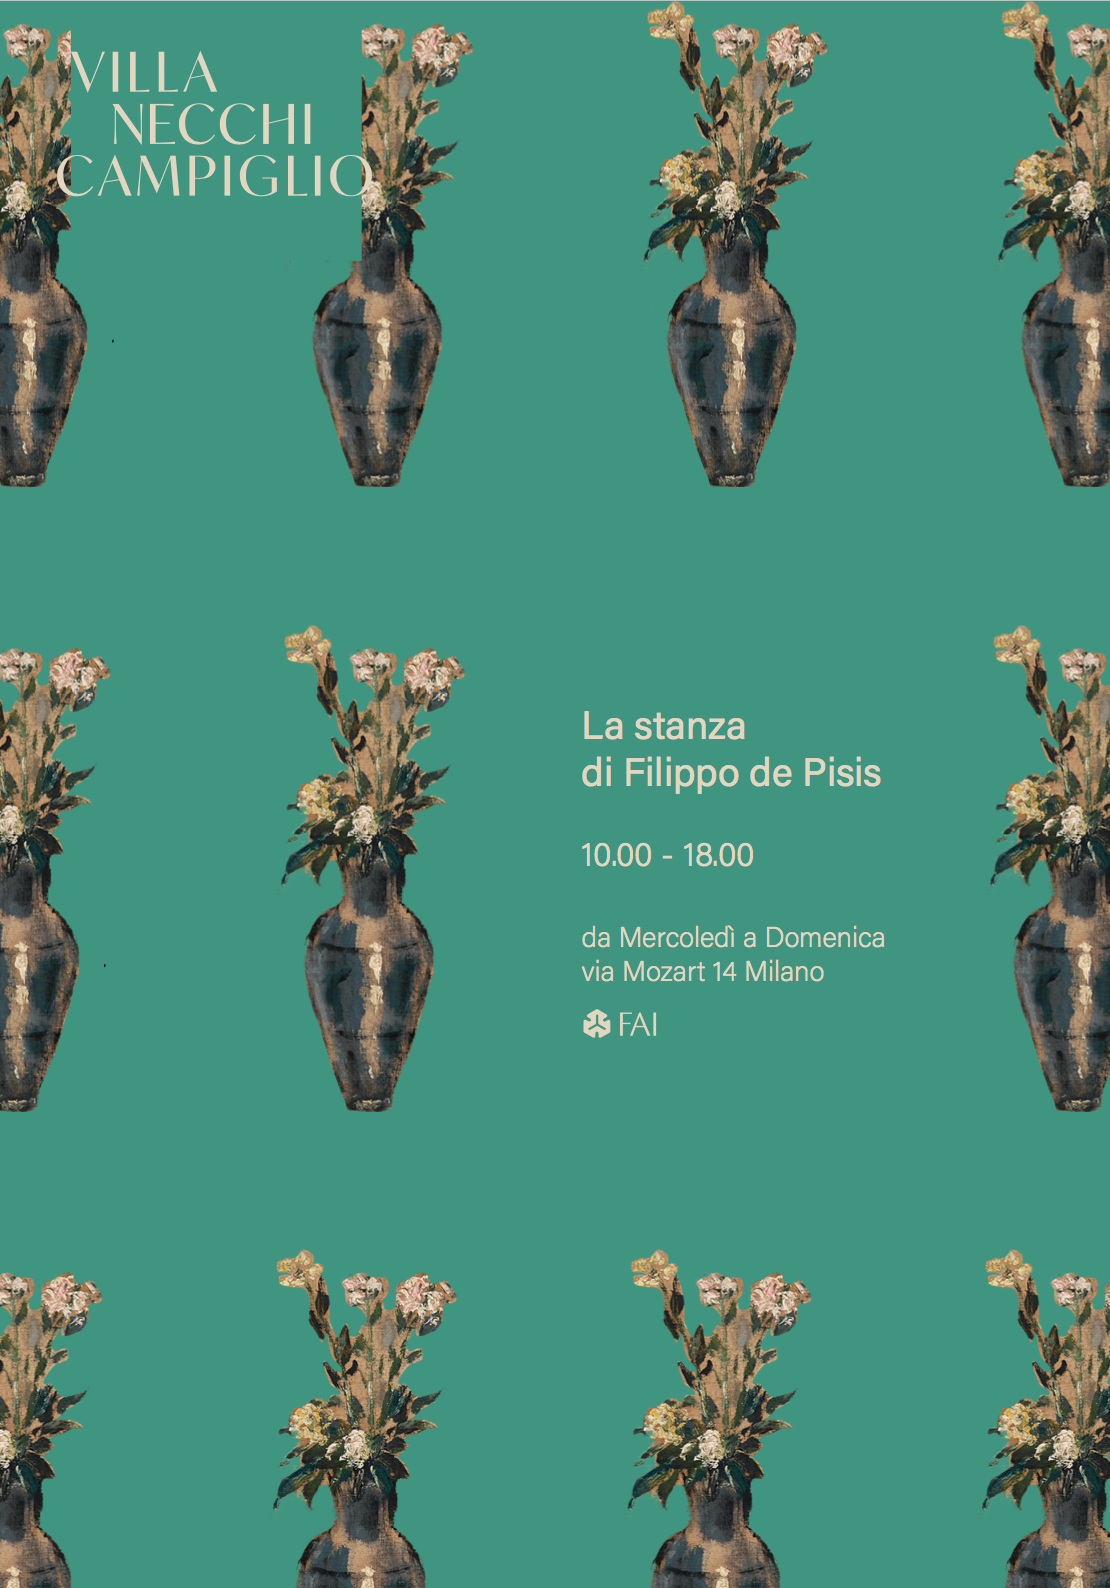 VILLA
NECCHI
CAMPIGLIO
La stanza
di Filippo de Pisis
10.00 - 18.00
da Mercoledì a Domenica
via Mozart 14 Milano
FAI